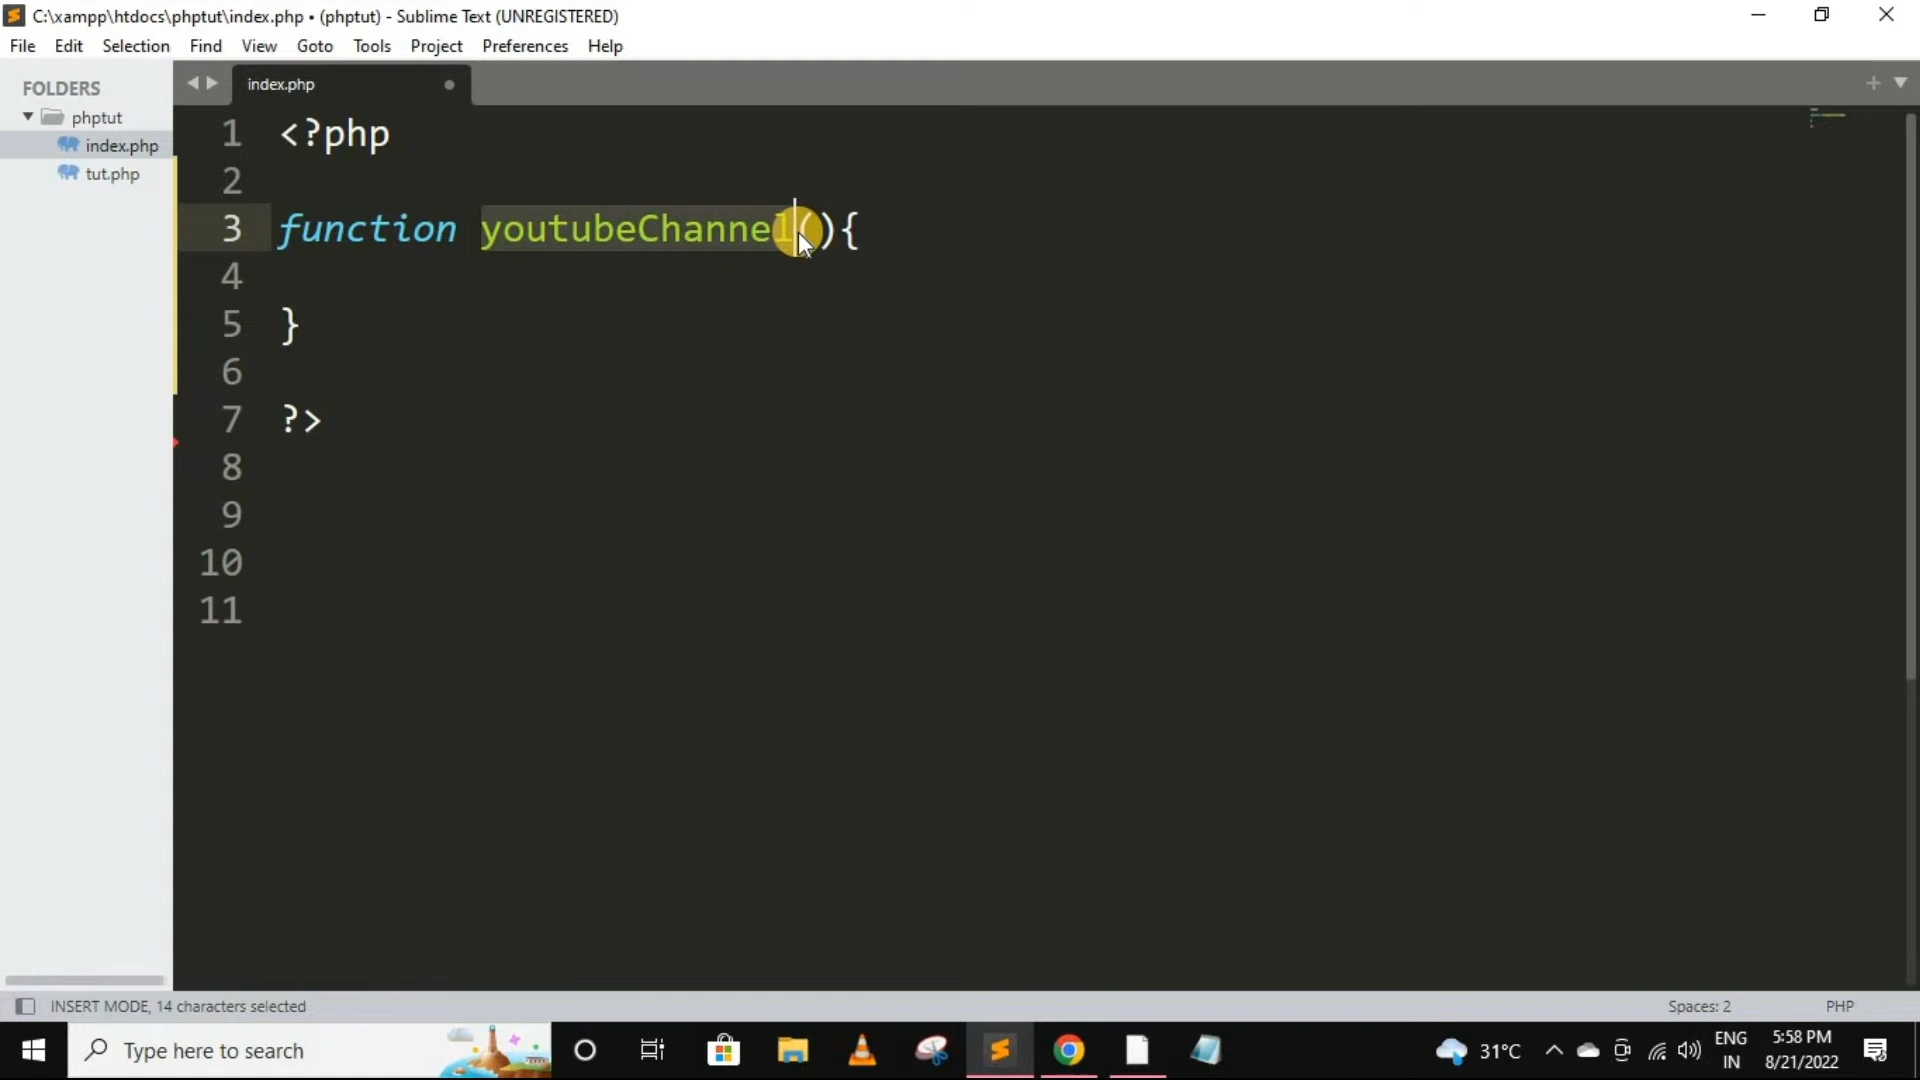 C:\xampp\htdocs\phptut\index.php • (phptut) - Sublime Text (UNREGISTERED)
File Edit Selection Find View Goto Tools Project Preferences Help
FOLDERS
phptut
index.php
tut.php
index.php
1 <?php
2
3 function youtubeChannel(){
4
5 }
6
7 ?>
8
9
10
11
INSERT MODE, 14 characters selected
Spaces: 2 PHP
Type here to search
31°C
ENG
IN
5:58 PM
8/21/2022